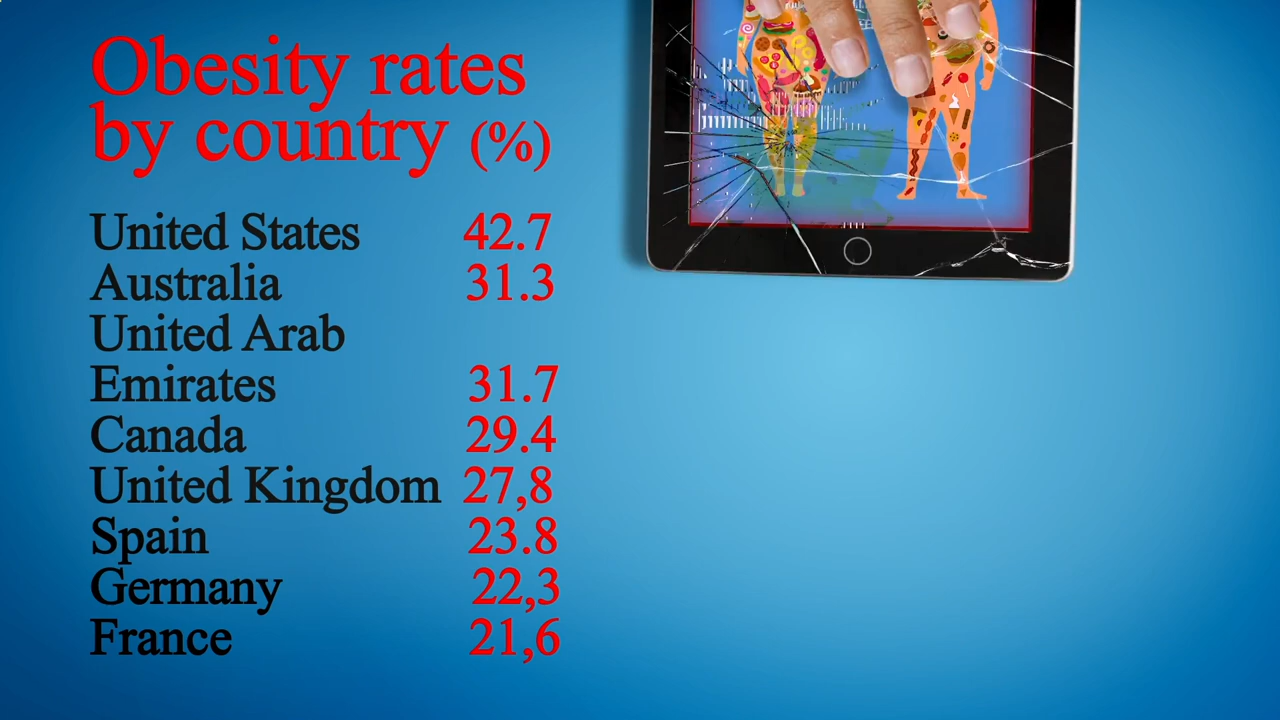 Obesity rates
by country (%)
United States 42.7
Australia 31.3
United Arab
Emirates 31.7
Canada 29.4
United Kingdom 27,8
Spain 23.8
Germany 22,3
France 21,6